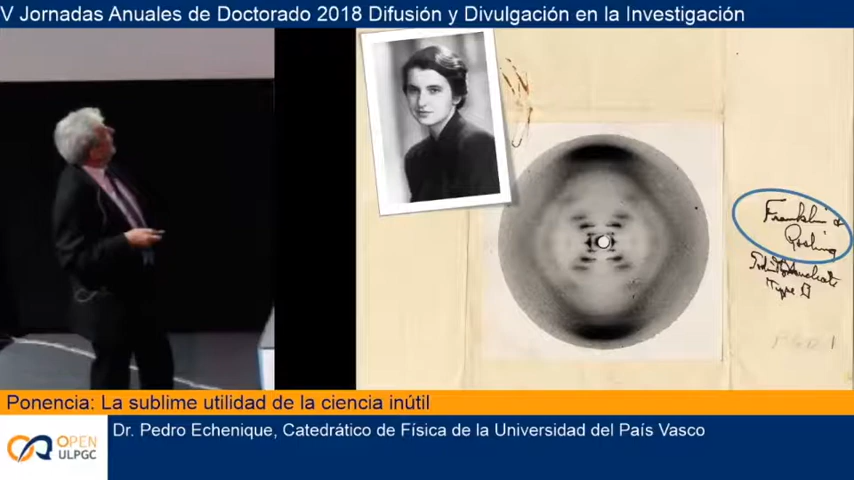 V Jornadas Anuales de Doctorado 2018 Difusión y Divulgación en la Investigación
Franklin &
Gosling
Type B
Ponencia: La sublime utilidad de la ciencia inútil
Dr. Pedro Echenique, Catedrático de Física de la Universidad del País Vasco
OPEN
ULPGC